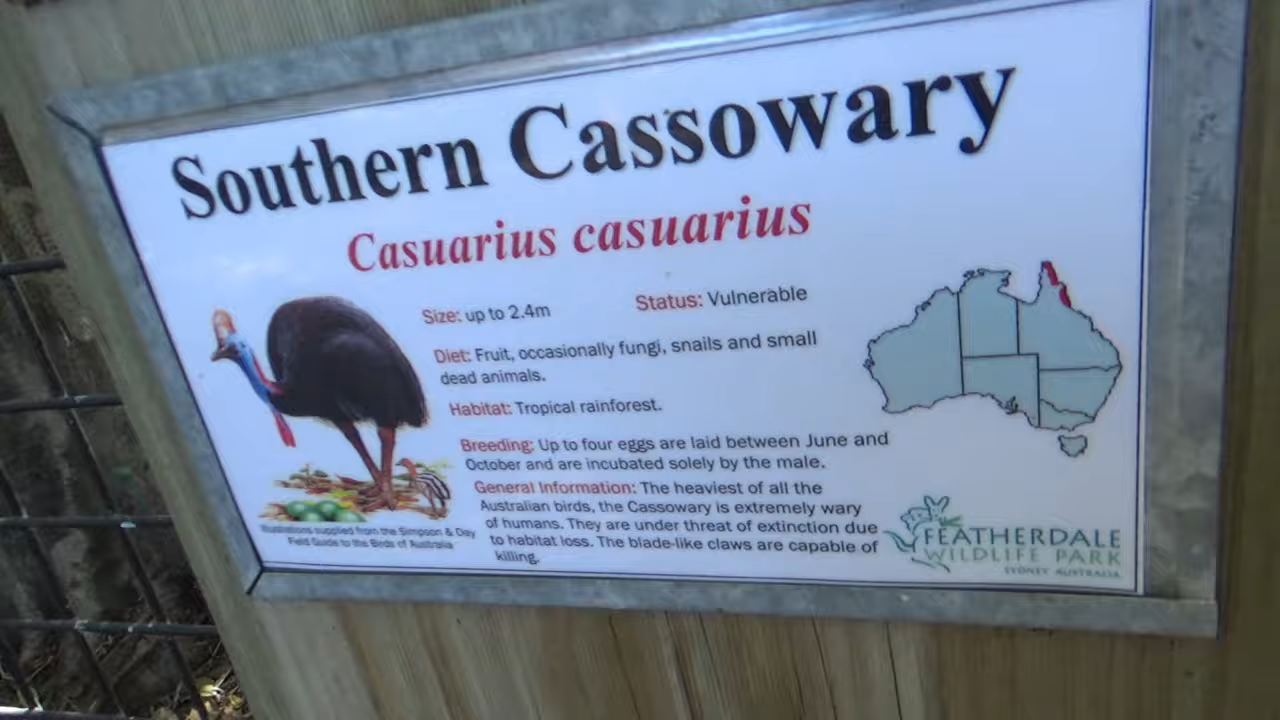 Southern Cassowary
Casuarius casuarius
Size: up to 2.4m
Status: Vulnerable
Diet: Fruit, occasionally fungi, snails and small
dead animals.
Habitat: Tropical rainforest.
Breeding: Up to four eggs are laid between June and
October and are incubated solely by the male.
General Information: The heaviest of all the
Australian birds, the Cassowary is extremely wary
of humans. They are under threat of extinction due
to habitat loss. The blade-like claws are capable of
killing.
Illustrations supplied from the Simpson & Day
Field Guide to the Birds of Australia
FEATHERDALE
WILDLIFE PARK
SYDNEY AUSTRALIA